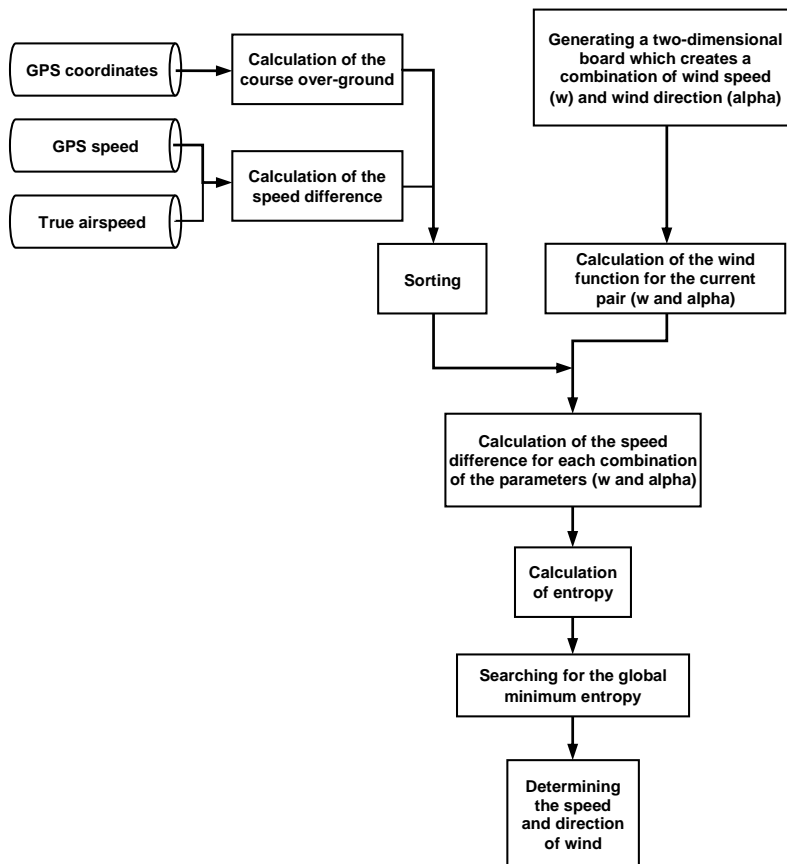 GPS coordinates
Calculation of the
course over-ground
GPS speed
True airspeed
Calculation of the
speed difference
Sorting
Generating a two-dimensional
board which creates a
combination of wind speed
(w) and wind direction (alpha)
Calculation of the wind
function for the current
pair (w and alpha)
Calculation of the speed
difference for each combination
of the parameters (w and alpha)
Calculation
of entropy
Searching for the global
minimum entropy
Determining
the speed
and direction
of wind